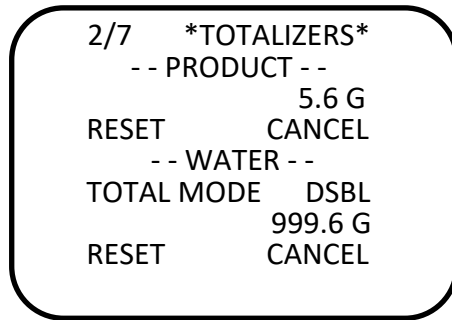 2/7 *TOTALIZERS*
- - PRODUCT - -
5.6 G
RESET CANCEL
- - WATER - -
TOTAL MODE DSBL
999.6 G
RESET CANCEL